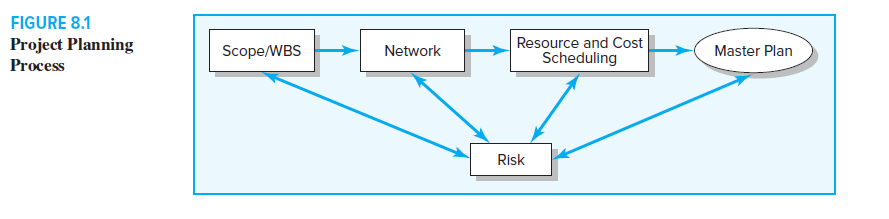 FIGURE 8.1
Project Planning
Process
Scope/WBS
Network
Resource and Cost
Scheduling
Master Plan
Risk